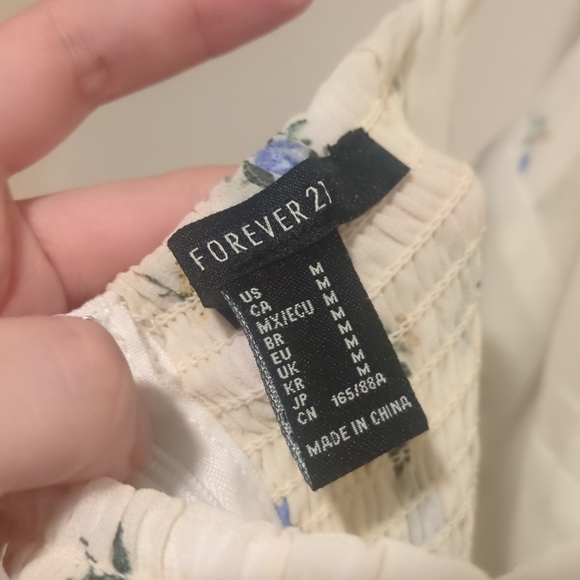 FOREVER 21
US M
CA M
MX/ECU M
BR M
EU M
UK M
KR M
JP M
CN 165/88A
MADE IN CHINA